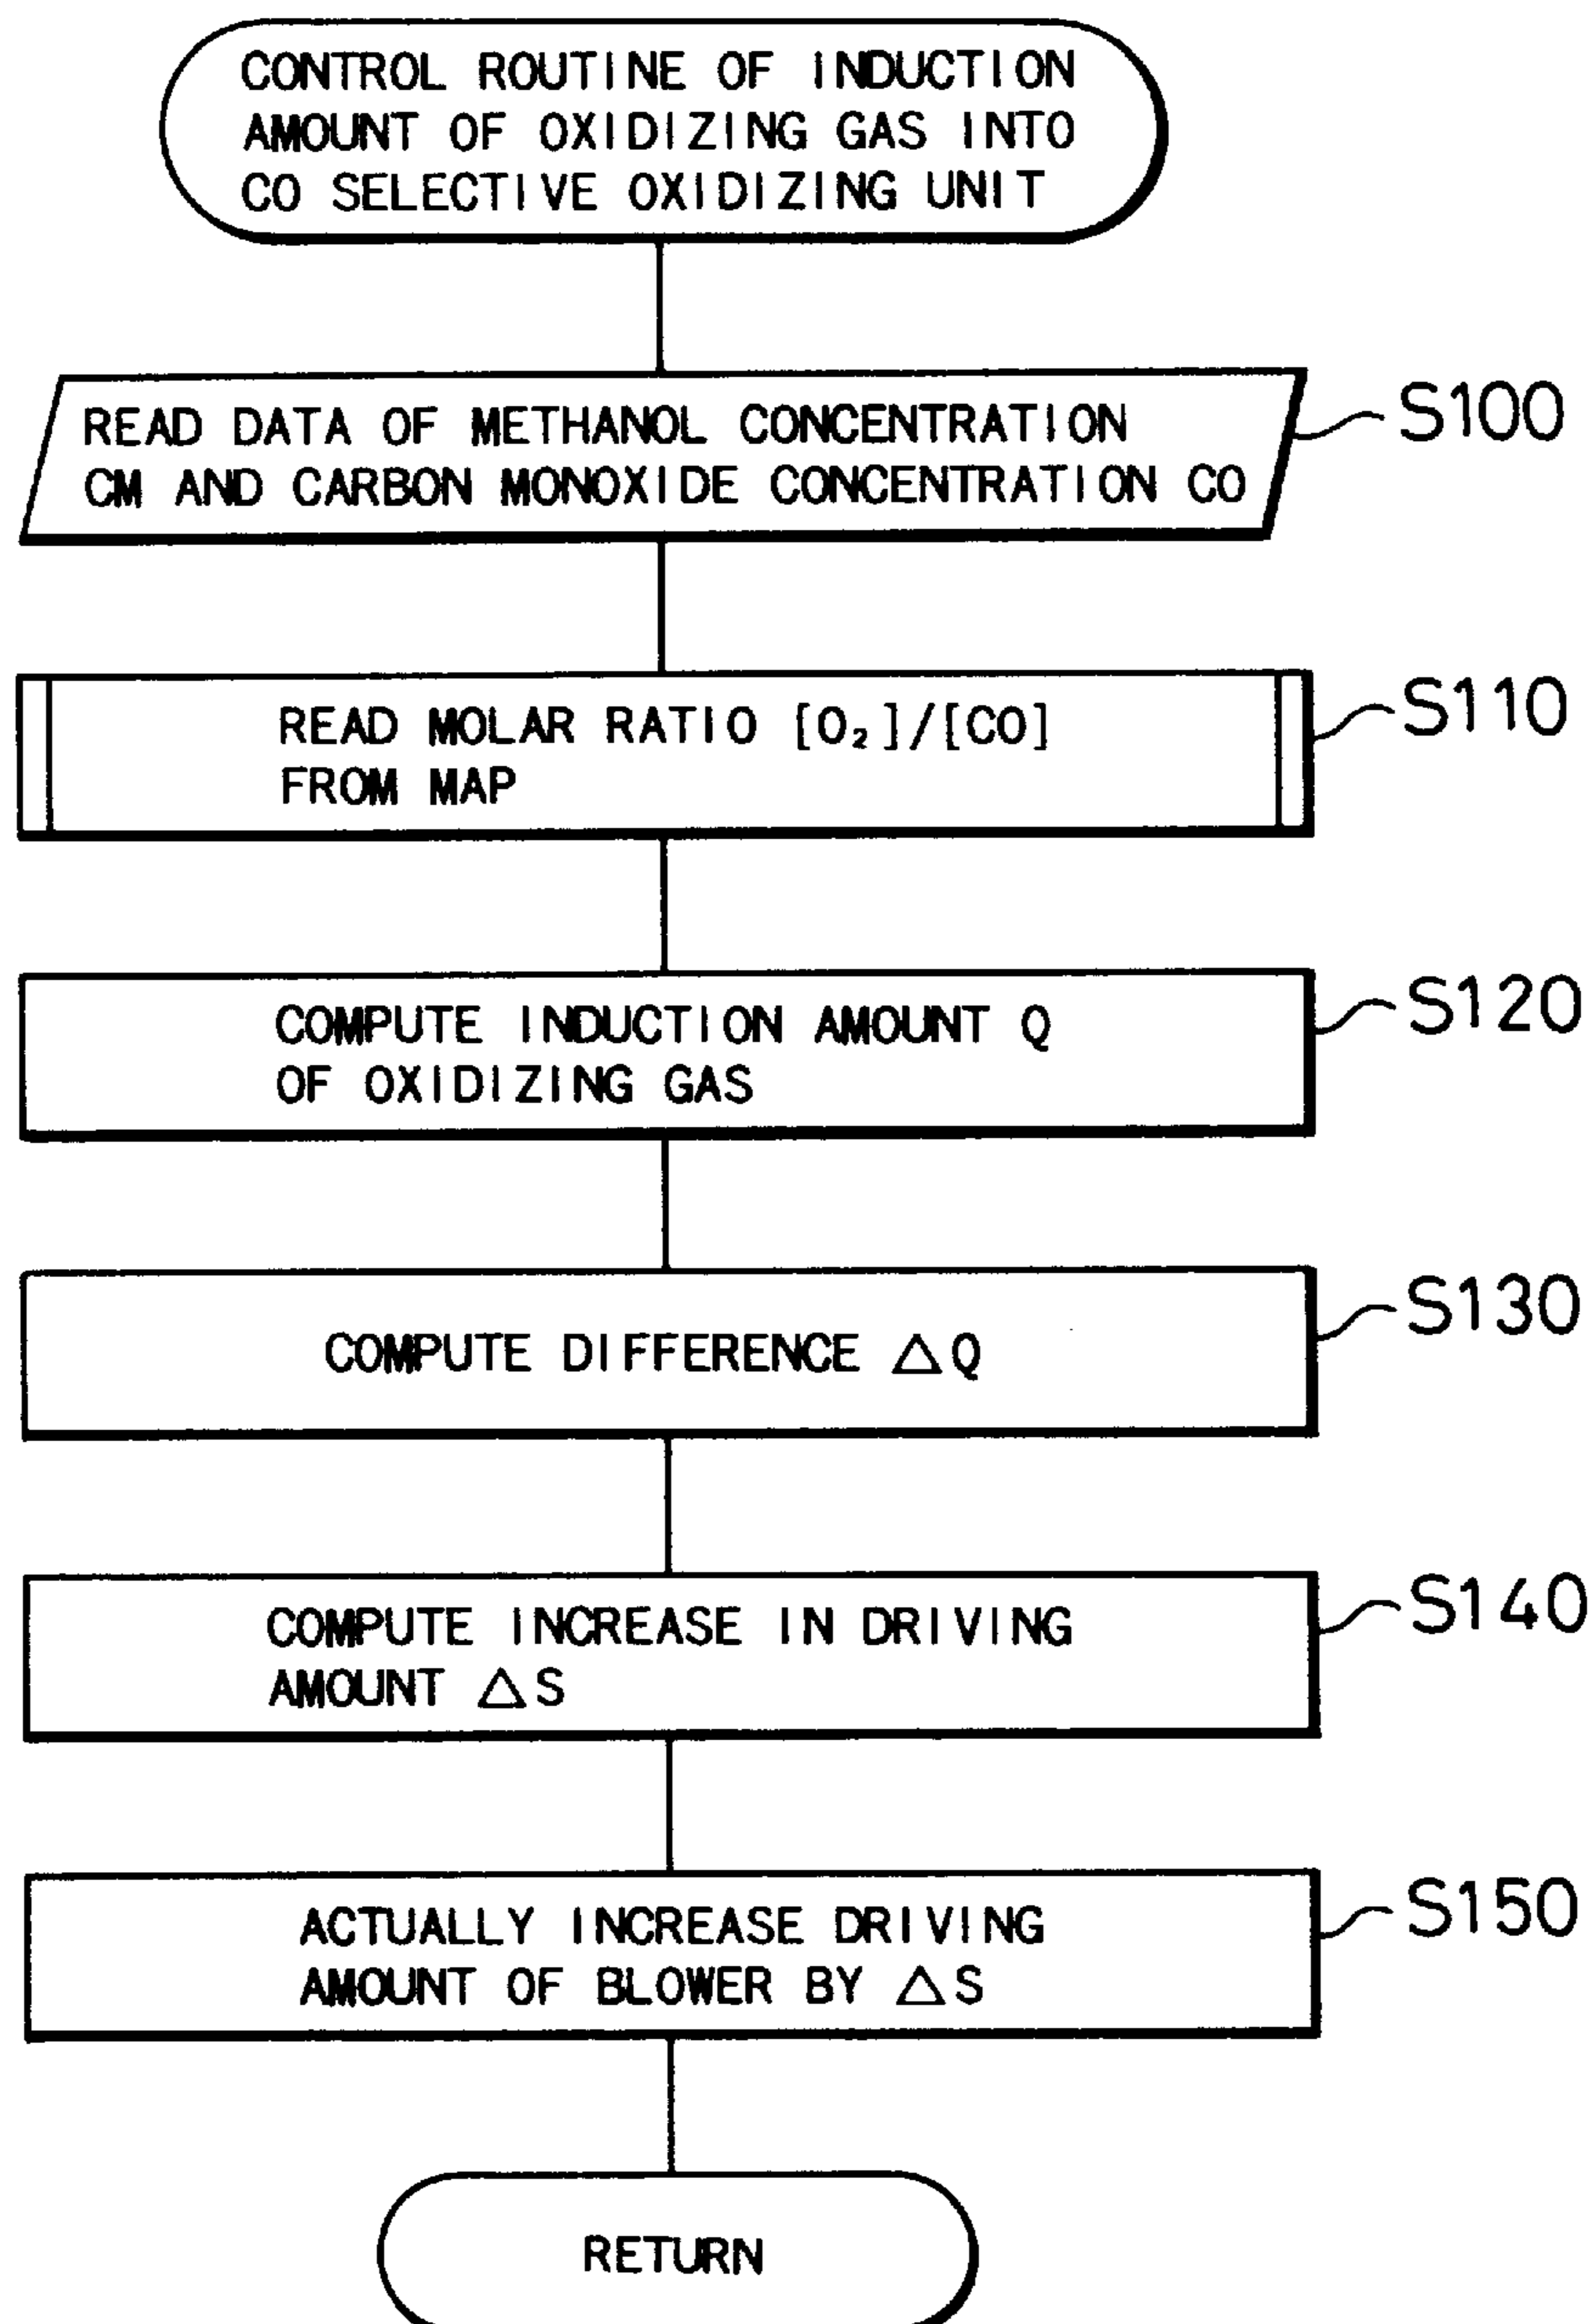 CONTROL ROUTINE OF INDUCTION
AMOUNT OF OXIDIZING GAS INTO
CO SELECTIVE OXIDIZING UNIT
READ DATA OF METHANOL CONCENTRATION
CM AND CARBON MONOXIDE CONCENTRATION CO
S100
READ MOLAR RATIO [O₂]/[CO]
FROM MAP
S110
COMPUTE INDUCTION AMOUNT Q
OF OXIDIZING GAS
S120
COMPUTE DIFFERENCE △Q
S130
COMPUTE INCREASE IN DRIVING
AMOUNT △S
S140
ACTUALLY INCREASE DRIVING
AMOUNT OF BLOWER BY △S
S150
RETURN